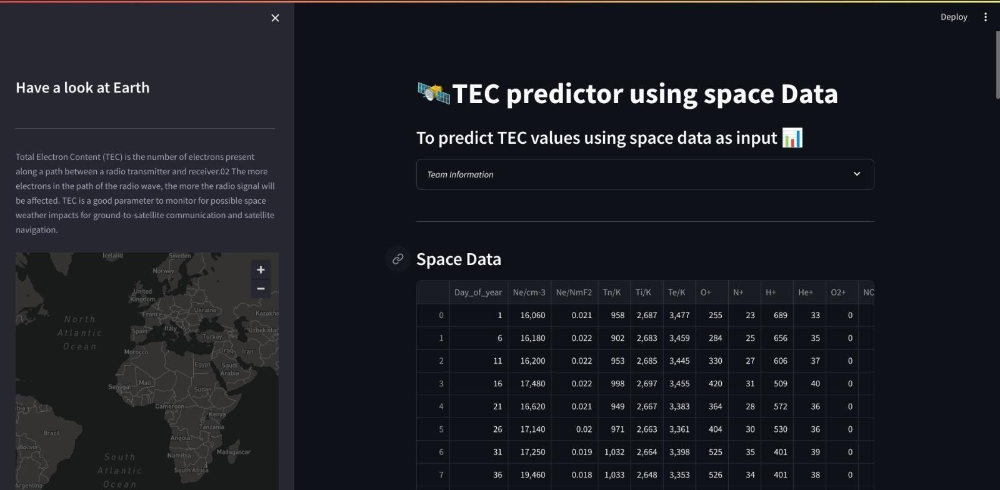 Deploy
Have a look at Earth
Total Electron Content (TEC) is the number of electrons present
along a path between a radio transmitter and receiver.02 The more
electrons in the path of the radio wave, the more the radio signal will
be affected. TEC is a good parameter to monitor for possible space
weather impacts for ground-to-satellite communication and satellite
navigation.
Iceland
Sweden
Norway
United
Kingdom
Ukraine
France
Kazakhs
Spain
Italy
Uzbekistan
Turkey
North
Atlantic
Ocean
Morocco
Iraq
Iran
Egypt
Saudi
Arabia
Mali
Senegal
Sudan
Cameroon
bia
Kenya
Tanzania
Brazil
Angola
Bolivia
Namibia
Madagascar
South
Atlantic
Ocean
South Africa
Argentina
TEC predictor using space Data
To predict TEC values using space data as input
Team Information
Space Data
Day_of_year Ne/cm-3 Ne/NmF2 Tn/K Ti/K Te/K O+ N+ H+ He+ O2+ NO
0 1 16,060 0.021 958 2,687 3,477 255 23 689 33 0
1 6 16,180 0.022 902 2,683 3,459 284 25 656 35 0
2 11 16,200 0.022 953 2,685 3,445 330 27 606 37 0
3 16 17,480 0.022 998 2,697 3,455 420 31 509 40 0
4 21 16,620 0.021 949 2,667 3,383 364 28 572 36 0
5 26 17,140 0.02 971 2,663 3,361 404 30 530 36 0
6 31 17,250 0.019 1,032 2,664 3,398 525 35 401 39 0
7 36 19,460 0.018 1,033 2,648 3,353 526 34 401 38 0